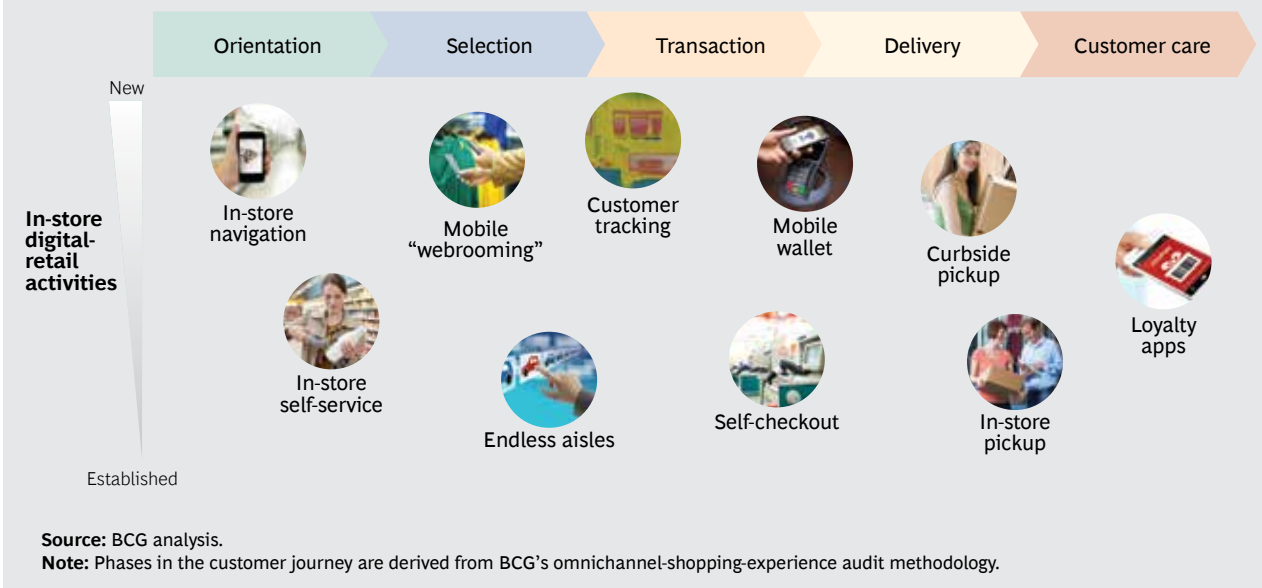 Orientation
Selection
Transaction
Delivery
Customer care
New
In-store
digital-
retail
activities
Established
In-store
navigation
Mobile
“webrooming”
Customer
tracking
Mobile
wallet
Curbside
pickup
Loyalty
apps
In-store
self-service
Endless aisles
Self-checkout
In-store
pickup
Source: BCG analysis.
Note: Phases in the customer journey are derived from BCG’s omnichannel-shopping-experience audit methodology.